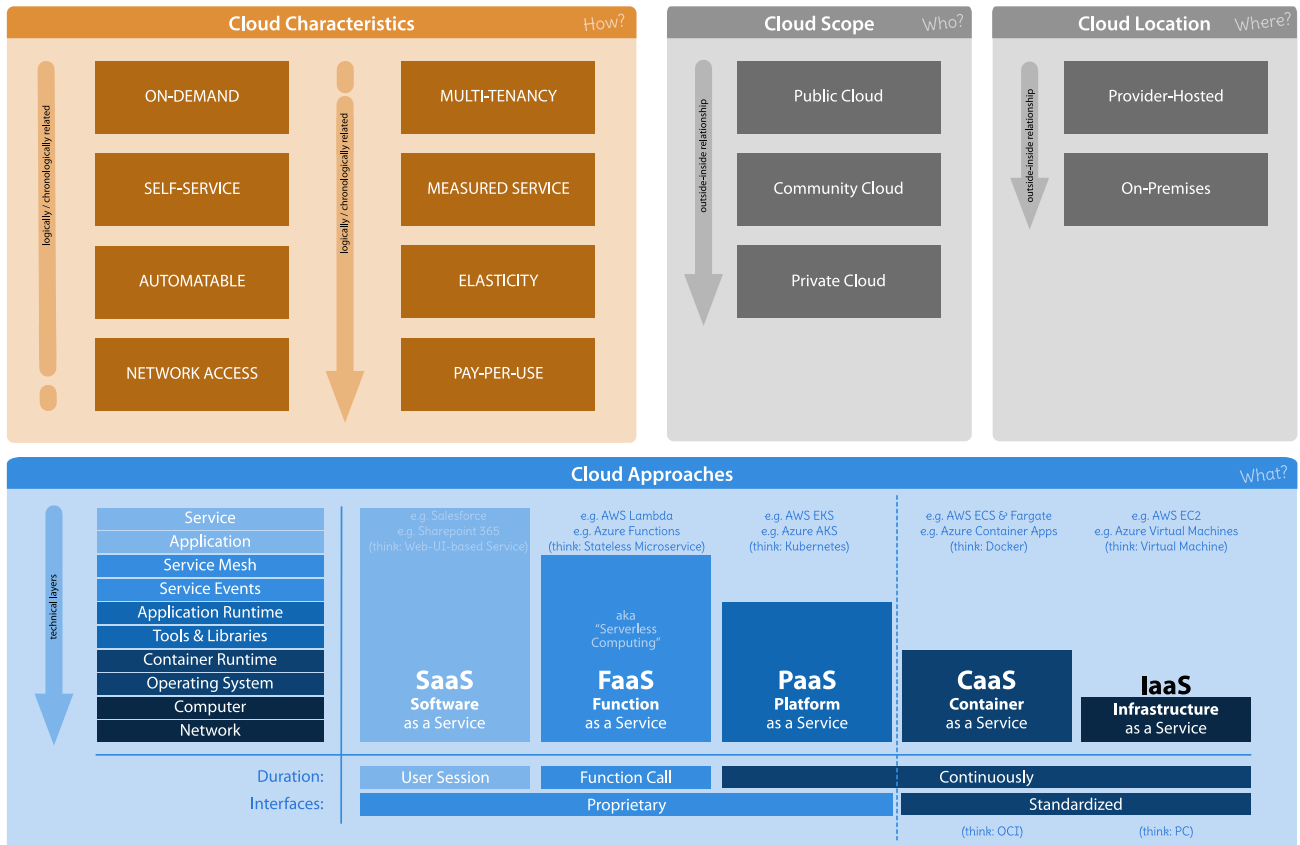 Cloud Characteristics
How?
logically / chronologically related
ON-DEMAND
SELF-SERVICE
AUTOMATABLE
NETWORK ACCESS
logically / chronologically related
MULTI-TENANCY
MEASURED SERVICE
ELASTICITY
PAY-PER-USE
Cloud Scope
Who?
outside-inside relationship
Public Cloud
Community Cloud
Private Cloud
Cloud Location
Where?
outside-inside relationship
Provider-Hosted
On-Premises
Cloud Approaches
What?
technical layers
Service
Application
Service Mesh
Service Events
Application Runtime
Tools & Libraries
Container Runtime
Operating System
Computer
Network
e.g. Salesforce
e.g. Sharepoint 365
(think: Web-UI-based Service)
SaaS
Software
as a Service
e.g. AWS Lambda
e.g. Azure Functions
(think: Stateless Microservice)
aka
“Serverless
Computing”
FaaS
Function
as a Service
e.g. AWS EKS
e.g. Azure AKS
(think: Kubernetes)
PaaS
Platform
as a Service
e.g. AWS ECS & Fargate
e.g. Azure Container Apps
(think: Docker)
CaaS
Container
as a Service
e.g. AWS EC2
e.g. Azure Virtual Machines
(think: Virtual Machine)
IaaS
Infrastructure
as a Service
Duration:
User Session
Function Call
Continuously
Interfaces:
Proprietary
Standardized
(think: OCI)
(think: PC)